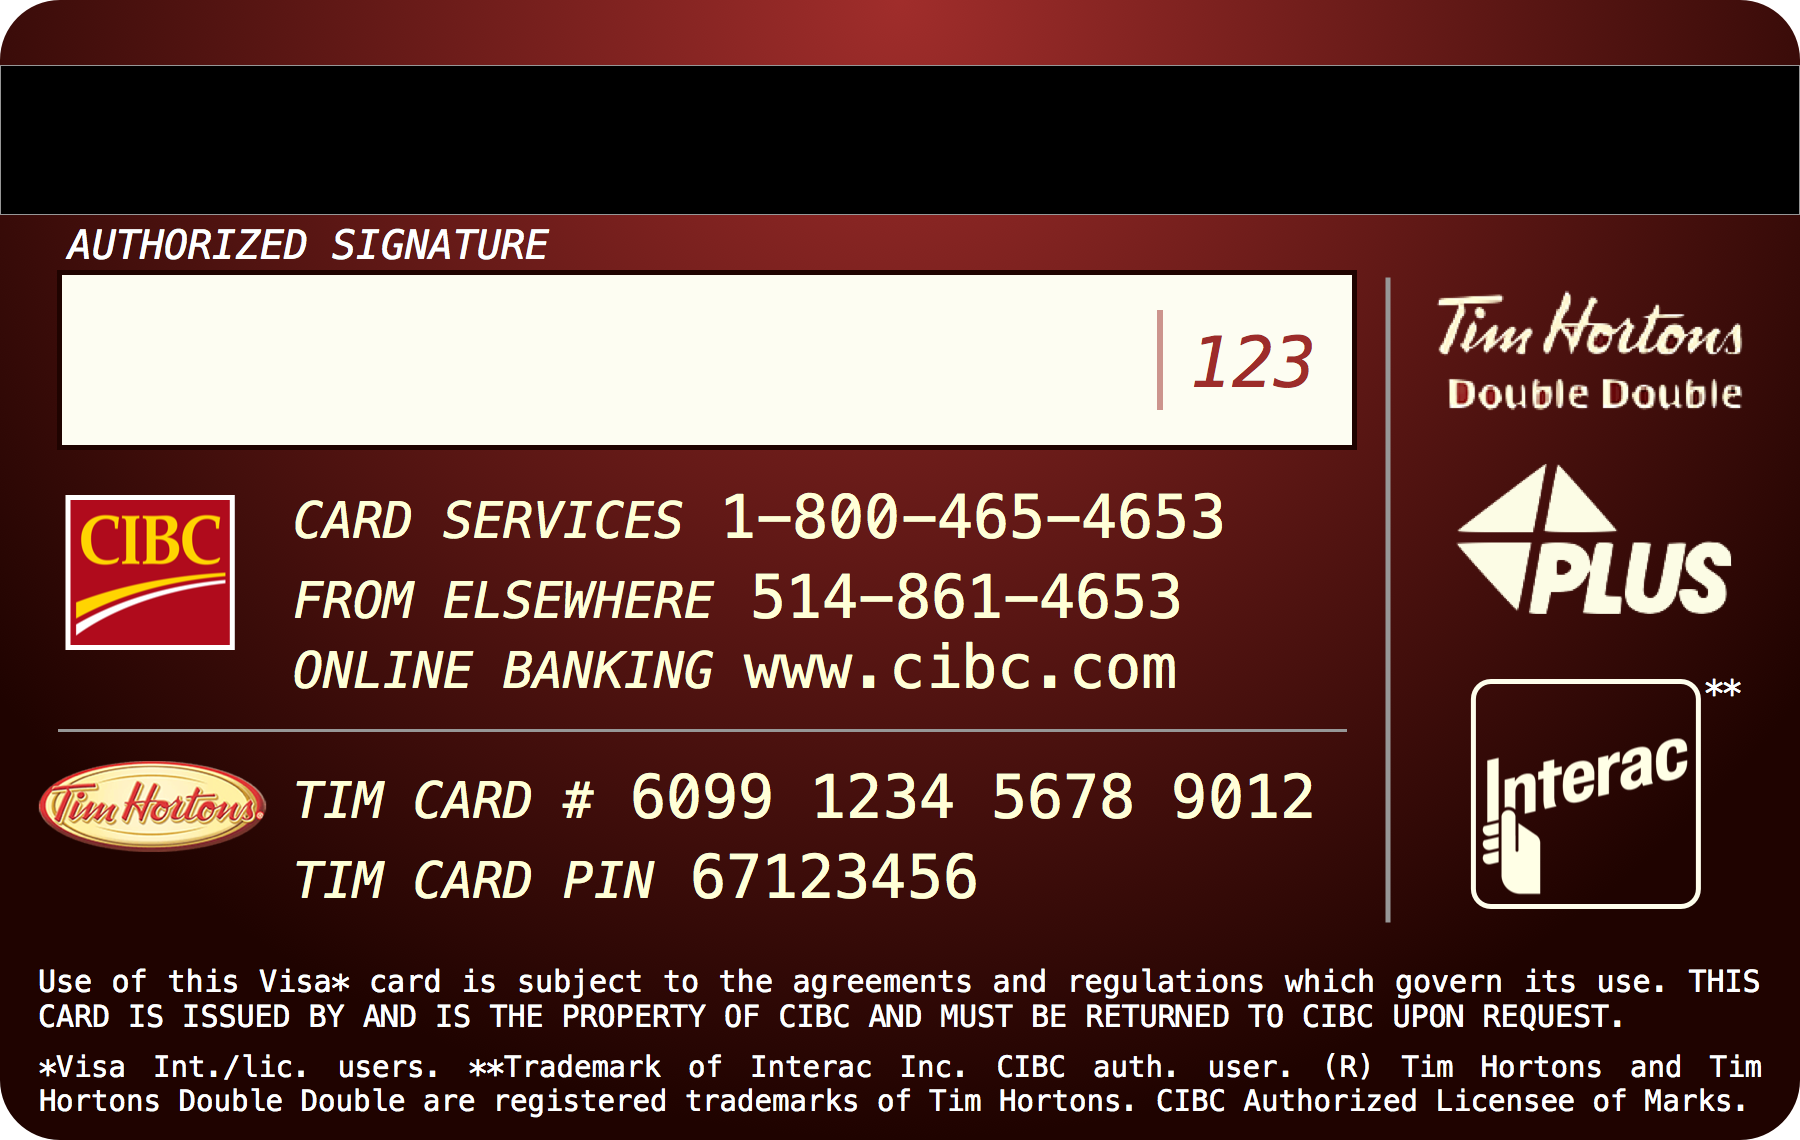 AUTHORIZED SIGNATURE
123
Tim Hortons
Double Double
CIBC
CARD SERVICES 1-800-465-4653
FROM ELSEWHERE 514-861-4653
ONLINE BANKING www.cibc.com
PLUS
**
Interac
Tim Hortons®
TIM CARD # 6099 1234 5678 9012
TIM CARD PIN 67123456
Use of this Visa* card is subject to the agreements and regulations which govern its use. THIS
CARD IS ISSUED BY AND IS THE PROPERTY OF CIBC AND MUST BE RETURNED TO CIBC UPON REQUEST.
*Visa Int./lic. users. **Trademark of Interac Inc. CIBC auth. user. (R) Tim Hortons and Tim
Hortons Double Double are registered trademarks of Tim Hortons. CIBC Authorized Licensee of Marks.